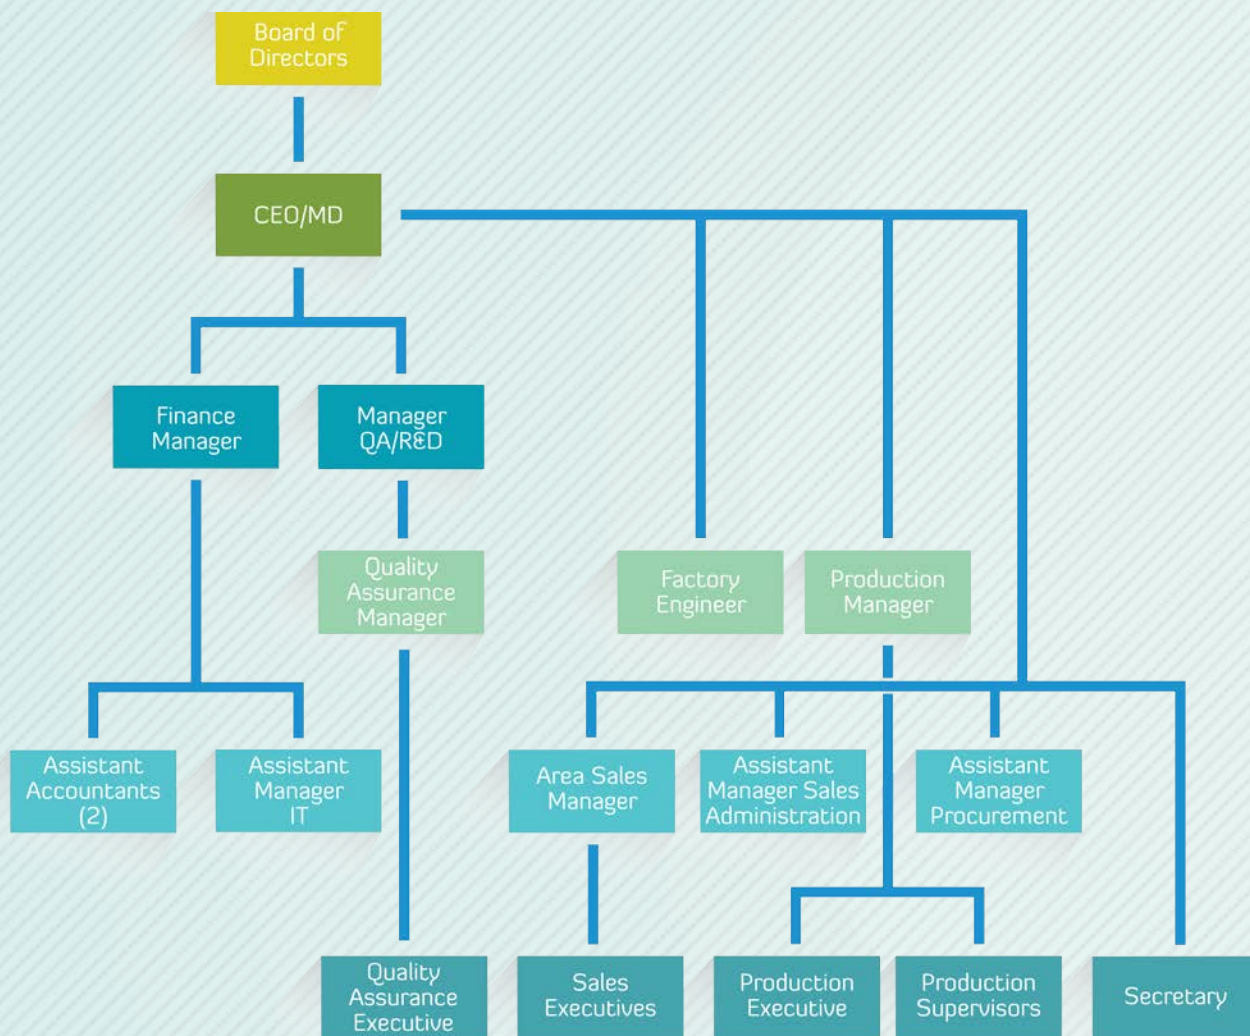 Board of
Directors
CEO/MD
Finance
Manager
Manager
QA/R&D
Quality
Assurance
Manager
Factory
Engineer
Production
Manager
Assistant
Accountants
(2)
Assistant
Manager
IT
Area Sales
Manager
Assistant
Manager Sales
Administration
Assistant
Manager
Procurement
Quality
Assurance
Executive
Sales
Executives
Production
Executive
Production
Supervisors
Secretary